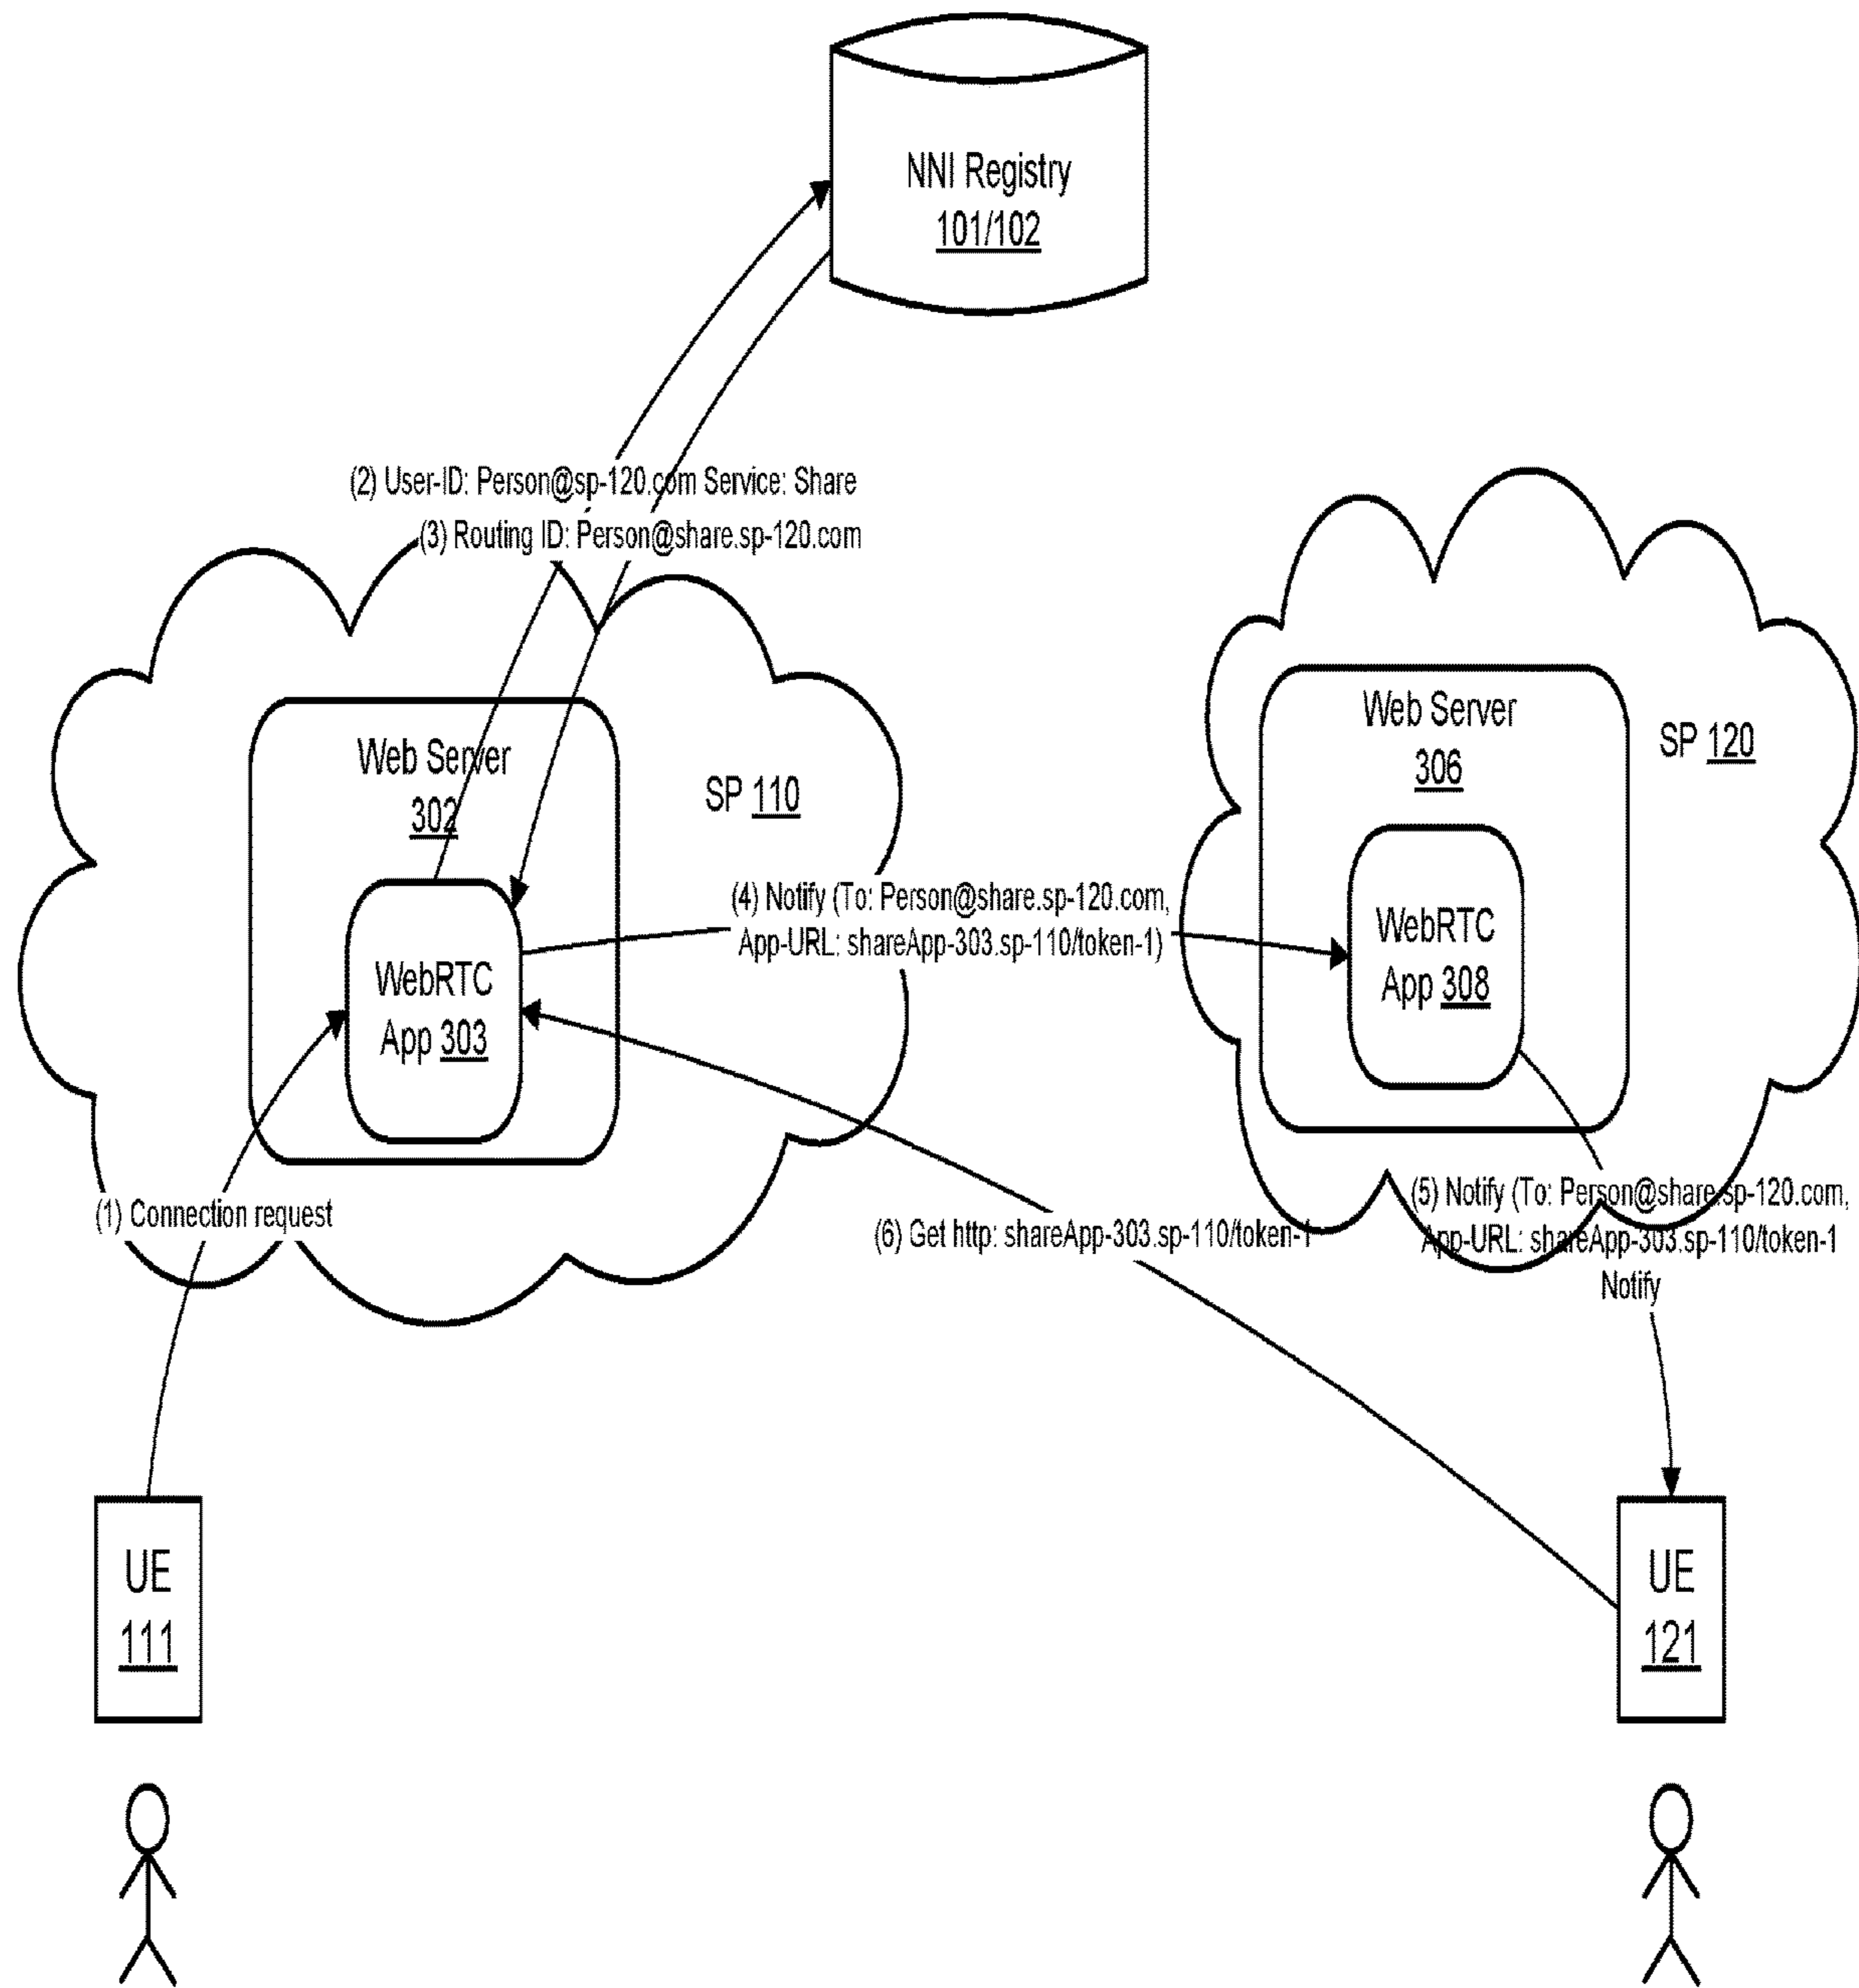 NNI Registry
101/102
(2) User-ID: Person@sp-120.com Service: Share
(3) Routing ID: Person@share.sp-120.com
Web Server
302
SP 110
Web Server
306
SP 120
(4) Notify (To: Person@share.sp-120.com,
App-URL: shareApp-303.sp-110/token-1)
WebRTC
App 303
WebRTC
App 308
(1) Connection request
(5) Notify (To: Person@share.sp-120.com,
App-URL: shareApp-303.sp-110/token-1
Notify
(6) Get http: shareApp-303.sp-110/token-1
UE
111
UE
121